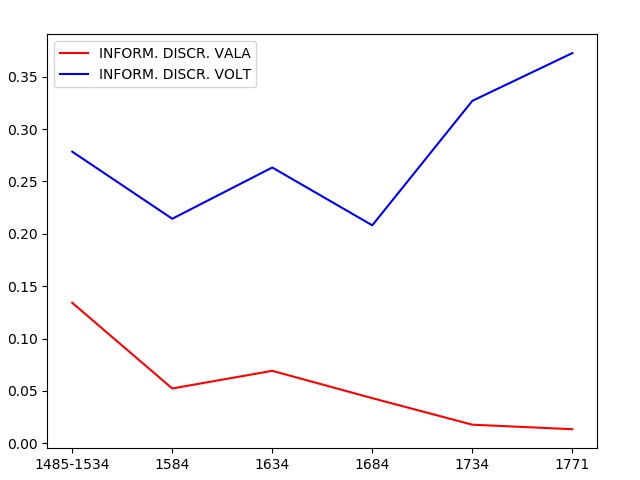 INFORM. DISCR. VALA
INFORM. DISCR. VOLT
0.35
0.30
0.25
0.20
0.15
0.10
0.05
0.00
1485-1534 1584 1634 1684 1734 1771